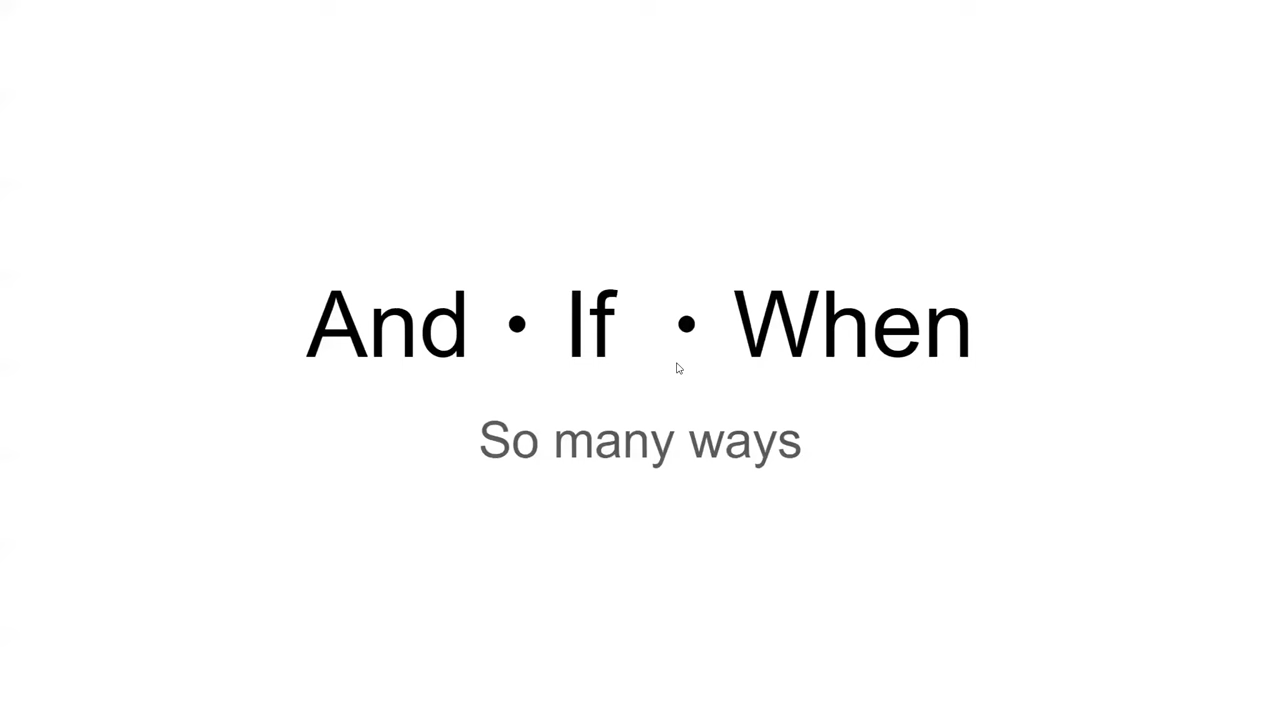 And • If • When
So many ways